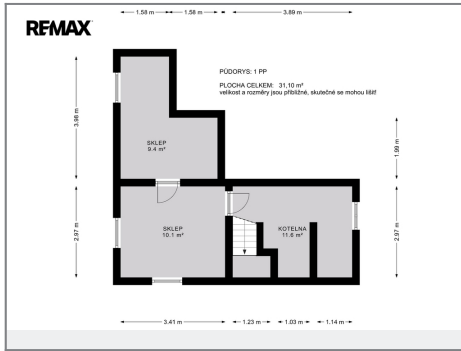 RE/MAX
1.58 m
1.58 m
3.89 m
PŮDORYS: 1 PP
PLOCHA CELKEM: 31,10 m²
velikost a rozměry jsou přibližné, skutečné se mohou lišit!
3.98 m
SKLEP
9.4 m²
1.99 m
2.97 m
SKLEP
10.1 m²
KOTELNA
11.6 m²
2.97 m
3.41 m
1.23 m
1.03 m
1.14 m